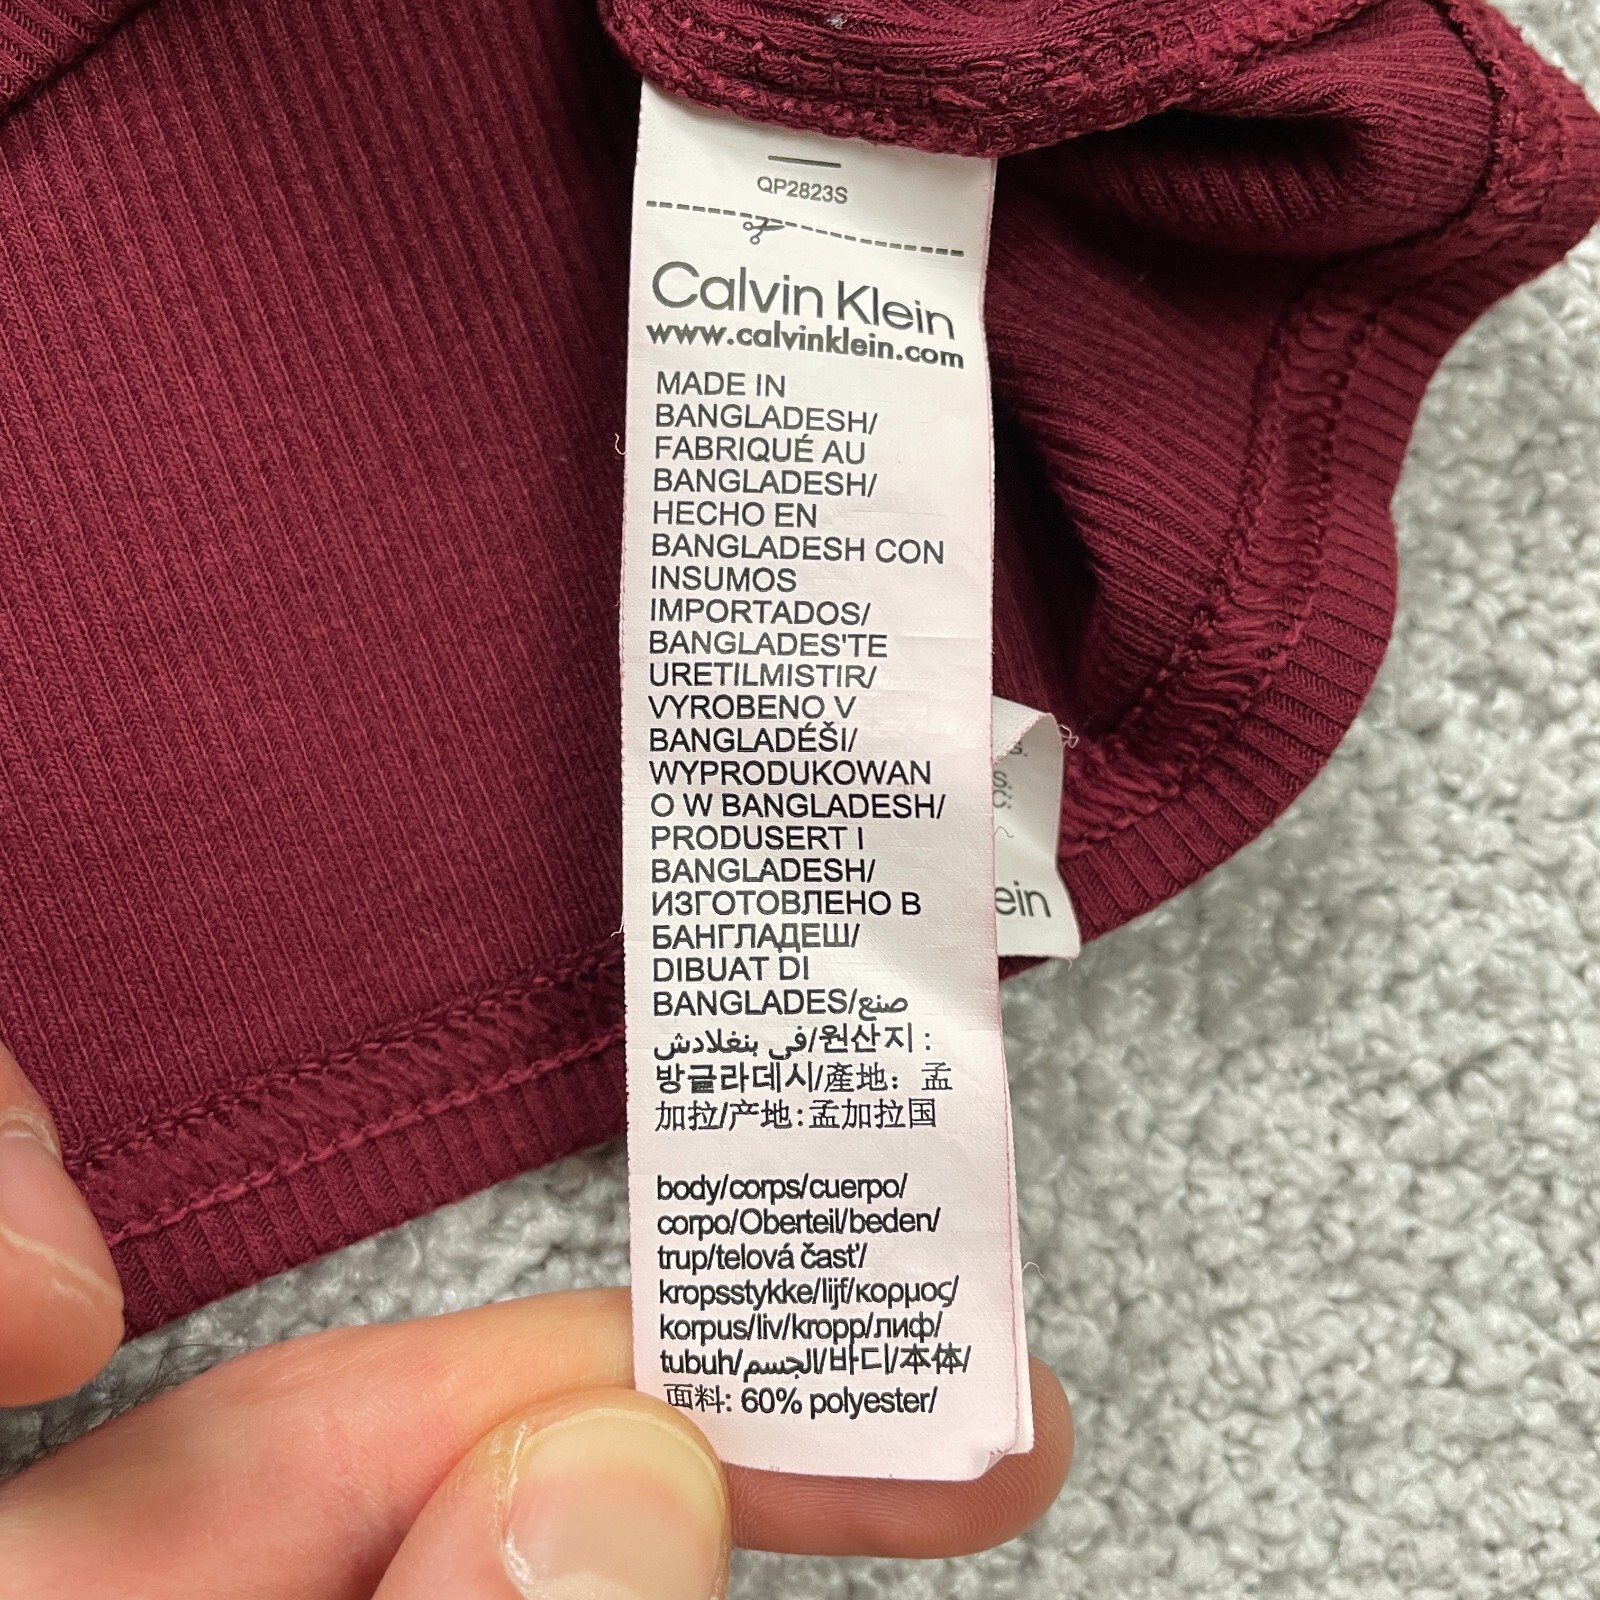 QP2823S
Calvin Klein
www.calvinklein.com
MADE IN
BANGLADESH/
FABRIQUÉ AU
BANGLADESH/
HECHO EN
BANGLADESH CON
INSUMOS
IMPORTADOS/
BANGLADES'TE
URETILMISTIR/
VYROBENO V
BANGLADÉŠI/
WYPRODUKOWAN
O W BANGLADESH/
PRODUSERT I
BANGLADESH/
ИЗГОТОВЛЕНО В
БАНГЛАДЕШ/
DIBUAT DI
BANGLADES/صنع
في بنغلادش/원산지 :
방글라데시/產地: 孟
加拉/产地:孟加拉国
body/corps/cuerpo/
corpo/Oberteil/beden/
trup/telová časť/
kropsstykke/lijf/κορμος/
korpus/liv/kropp/лиф/
tubuh/الجسم/바디/本体/
面料: 60% polyester/
ein